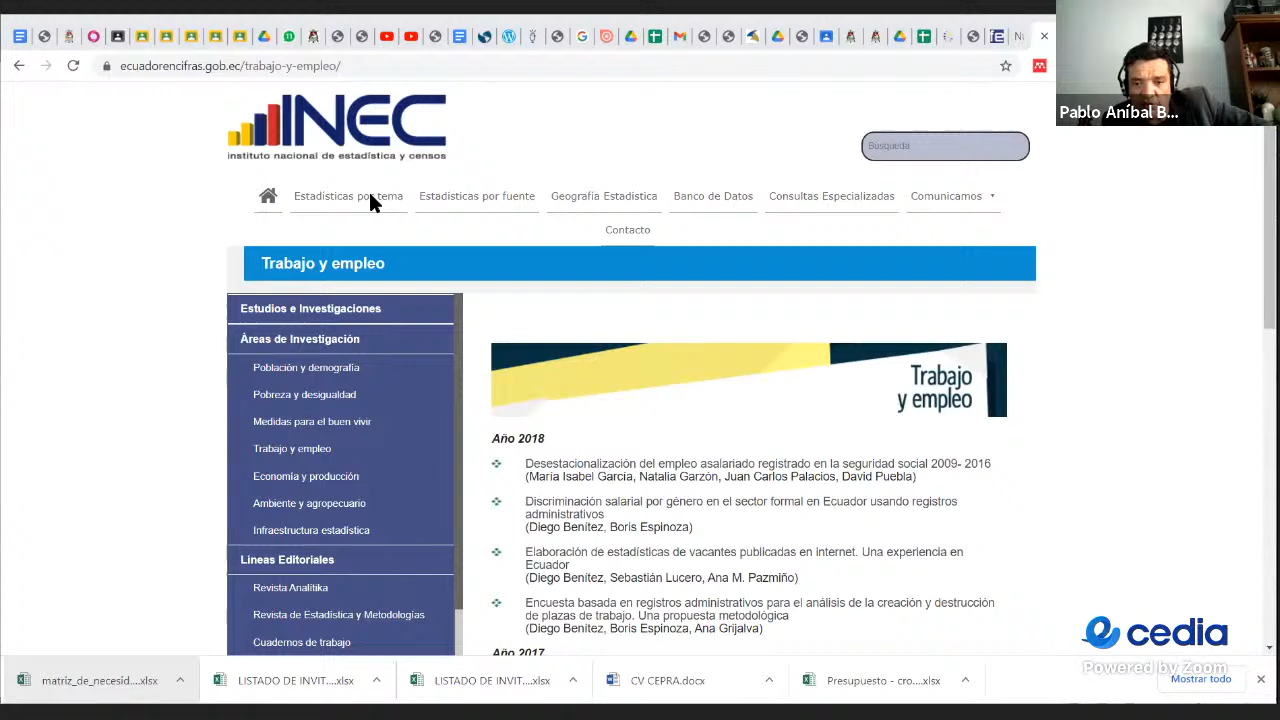 ecuadorencifras.gob.ec/trabajo-y-empleo/
Pablo Aníbal B...
INEC
instituto nacional de estadística y censos
Busqueda
Estadísticas por tema
Estadísticas por fuente
Geografía Estadística
Banco de Datos
Consultas Especializadas
Comunicamos
Contacto
Trabajo y empleo
Estudios e Investigaciones
Áreas de Investigación
Población y demografía
Pobreza y desigualdad
Medidas para el buen vivir
Trabajo y empleo
Economía y producción
Ambiente y agropecuario
Infraestructura estadística
Líneas Editoriales
Revista Analítika
Revista de Estadística y Metodologías
Cuadernos de trabajo
Trabajo
y empleo
Año 2018
Desestacionalización del empleo asalariado registrado en la seguridad social 2009- 2016
(María Isabel García, Natalia Garzón, Juan Carlos Palacios, David Puebla)
Discriminación salarial por género en el sector formal en Ecuador usando registros
administrativos
(Diego Benítez, Boris Espinoza)
Elaboración de estadísticas de vacantes publicadas en internet. Una experiencia en
Ecuador
(Diego Benítez, Sebastián Lucero, Ana M. Pazmiño)
Encuesta basada en registros administrativos para el análisis de la creación y destrucción
de plazas de trabajo. Una propuesta metodológica
(Diego Benítez, Boris Espinoza, Ana Grijalva)
Año 2017
cedia
Powered by Zoom
matriz_de_necesid....xlsx
LISTADO DE INVIT....xlsx
LISTADO DE INVIT....xlsx
CV CEPRA.docx
Presupuesto - cro....xlsx
Mostrar todo